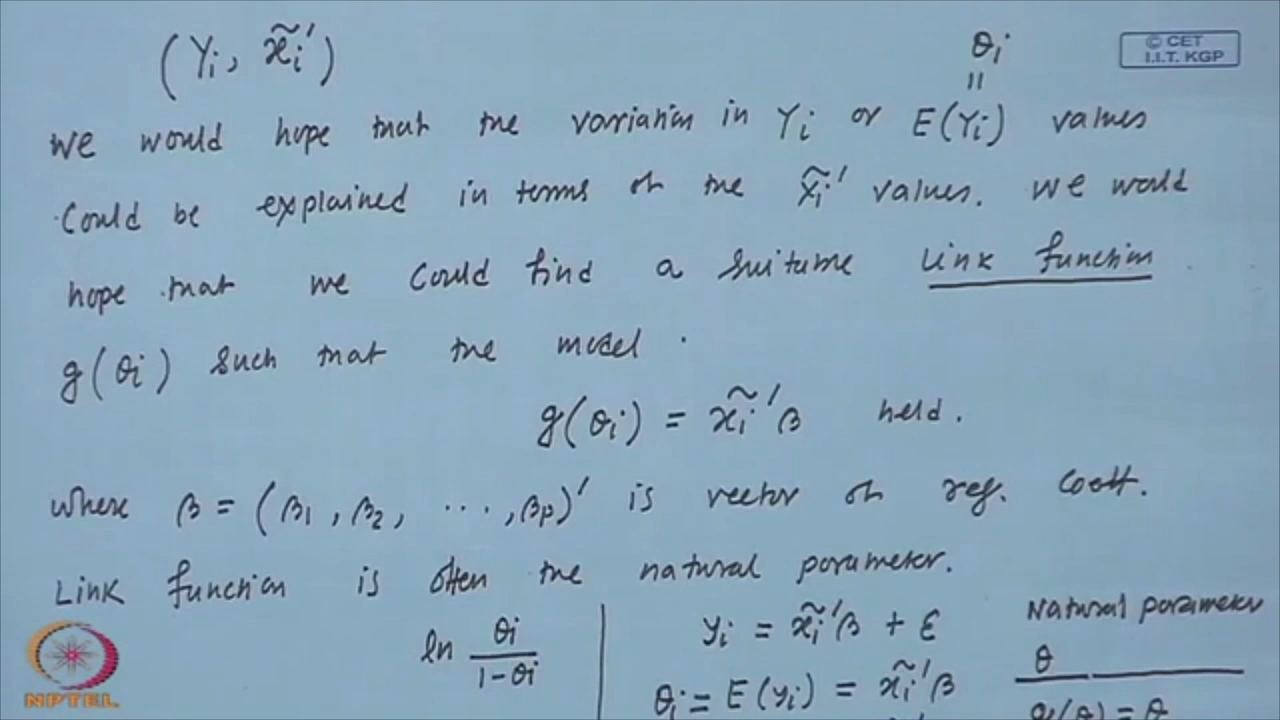 (Yi, x̃i′)
θi
© CET
I.I.T. KGP
||
We would hope that the variation in Yi or E(Yi) values
could be explained in terms of the x̃i′ values. We would
hope that we could find a suitable Link function
g(θi) such that the model
g(θi) = x̃i′β held.
where β = (β1, β2, ..., βp)′ is vector of reg. coeff.
Link function is often the natural parameter.
ln θi / 1-θi
yi = x̃i′β + ε
θi = E(yi) = x̃i′β
Natural parameter
θ
g(θ) = θ
NPTEL